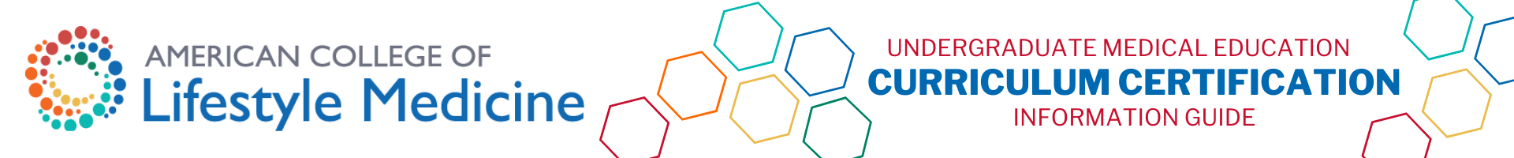 AMERICAN COLLEGE OF
Lifestyle Medicine
UNDERGRADUATE MEDICAL EDUCATION
CURRICULUM CERTIFICATION
INFORMATION GUIDE